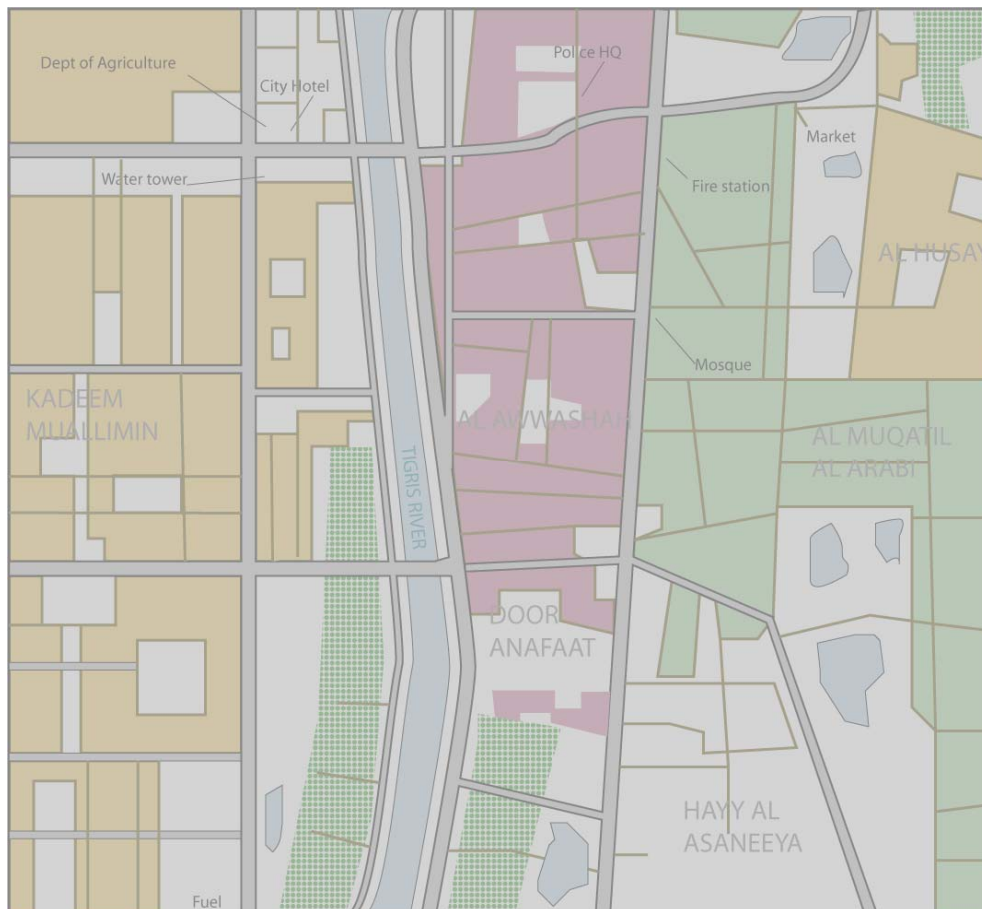 Police HQ
Dept of Agriculture
City Hotel
Market
Water tower
Fire station
AL HUSAY
Mosque
KADEEM
MUALLIMIN
AL AWWASHAH
AL MUQATIL
AL ARABI
TIGRIS RIVER
DOOR
ANAFAAT
HAYY AL
ASANEEYA
Fuel